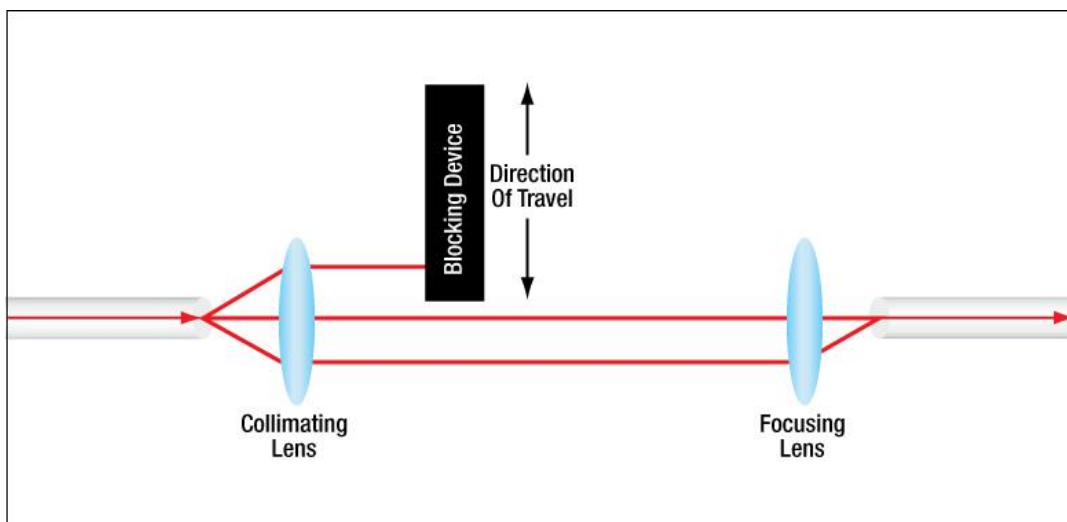 Blocking Device
Direction
Of Travel
Collimating
Lens
Focusing
Lens